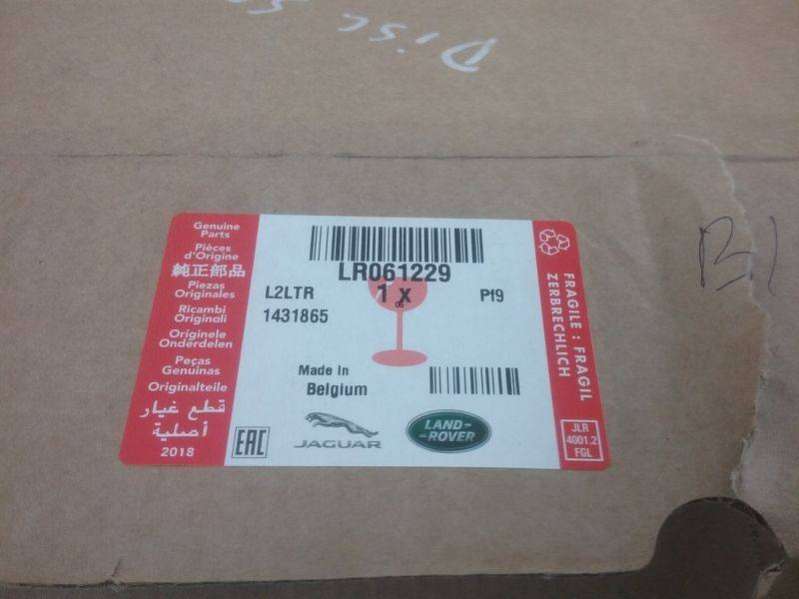 Disc
Genuine
Parts
Pièces
d'Origine
純正部品
Piezas
Originales
Ricambi
Originali
Originele
Onderdelen
Peças
Genuinas
Originalteile
قطع غيار
أصلية
2018
LR061229
L2LTR
1 x
Pf9
1431865
Made In
Belgium
EAC
JAGUAR
LAND-
-ROVER
FRAGILE : FRAGIL
ZERBRECHLICH
JLR
4001.2
FGL